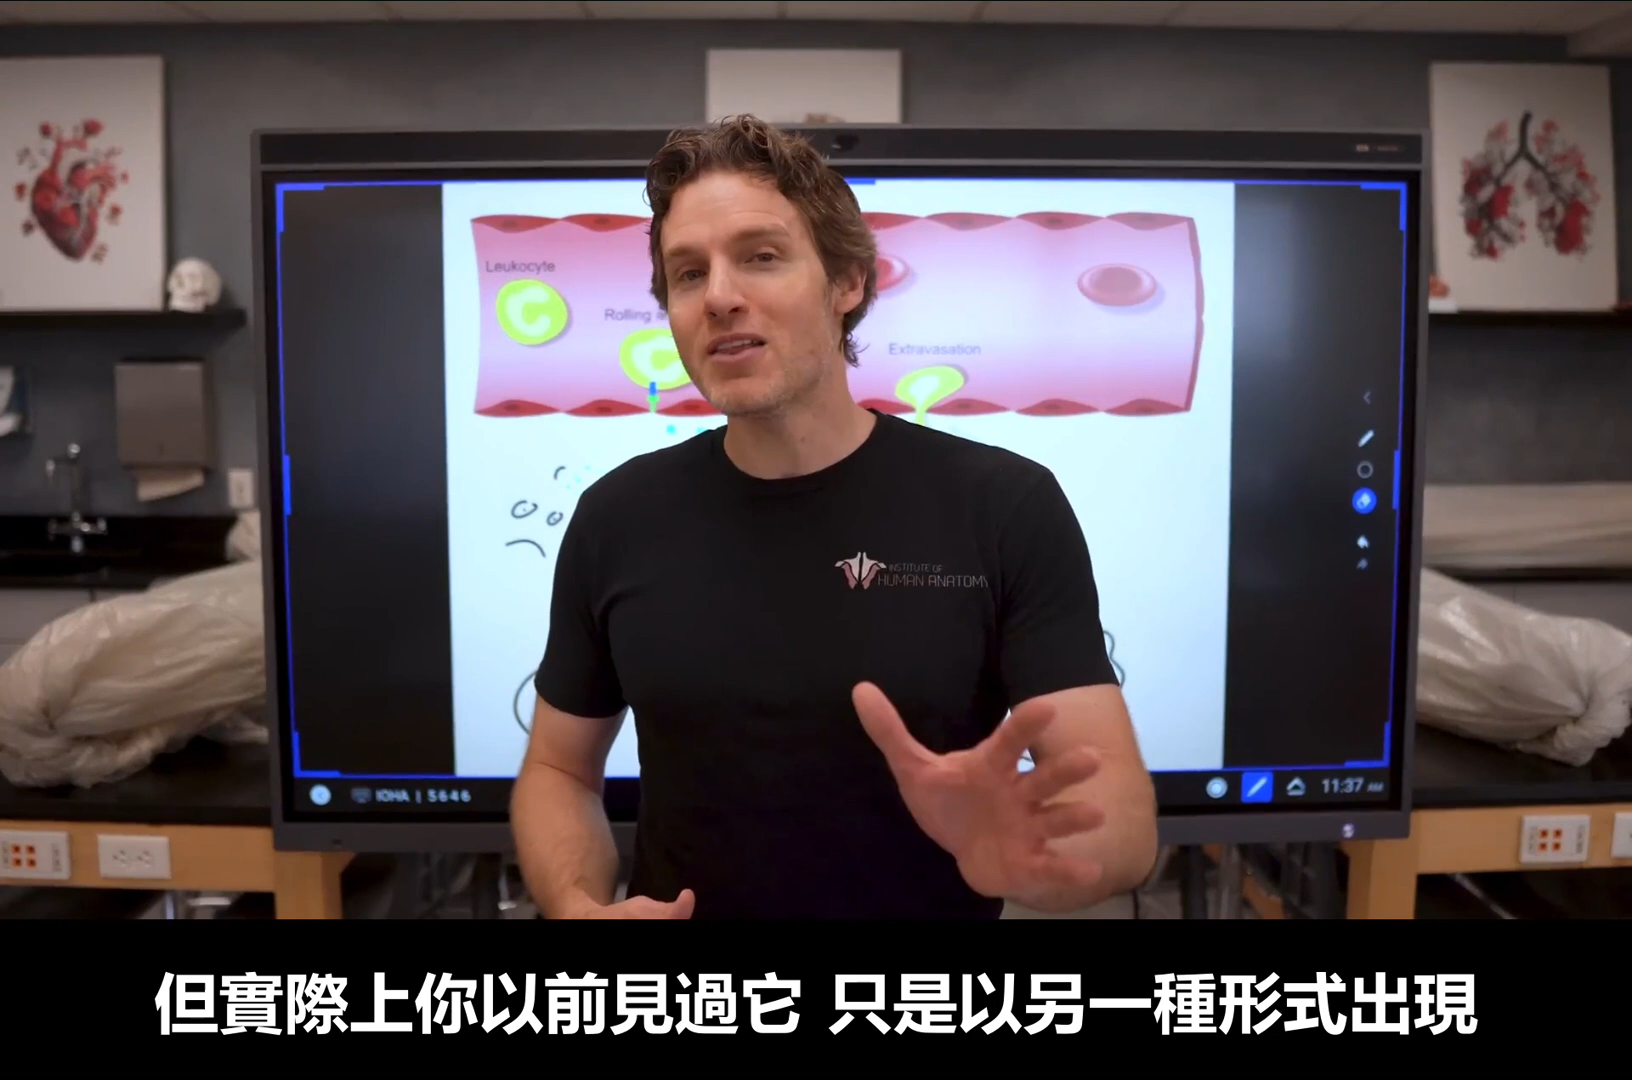 Leukocyte
Rolling
Extravasation
INSTITUTE OF
HUMAN ANATOMY
IOHA | 5646
11:37 AM
但實際上你以前見過它 只是以另一種形式出現